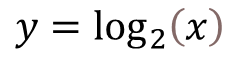 y = log₂(x)